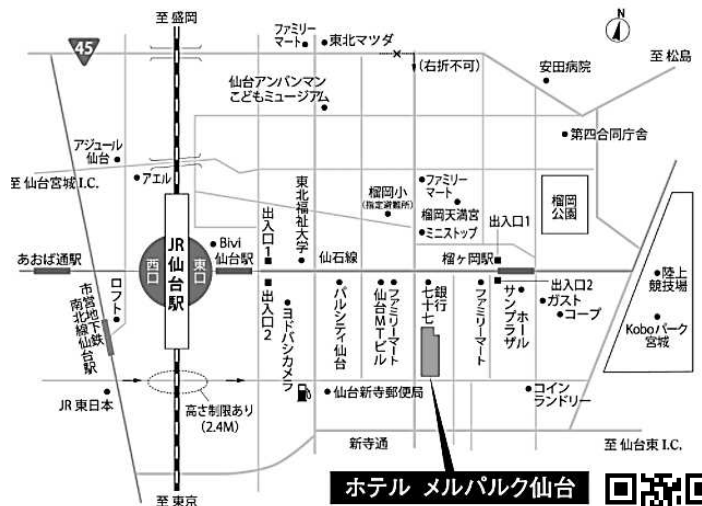 至 盛岡
45
ファミリー
マート
東北マツダ
N
(右折不可)
安田病院
至 松島
仙台アンパンマン
こどもミュージアム
第四合同庁舎
アジュール
仙台
至 仙台宮城 I.C.
アエル
東北福祉大学
榴岡小
(指定避難所)
ファミリー
マート
榴岡天満宮
ミニストップ
出入口1
榴岡
公園
出入口1
Bivi
仙台駅
仙石線
榴ヶ岡駅
あおば通駅
西口
JR仙台駅
東口
出入口2
ロフト
市営地下鉄
南北線仙台駅
出入口2
ヨドバシカメラ
パルシティ仙台
仙台MTビル
ファミリーマート
七十七
銀行
ファミリーマート
サンプラザ
ホール
ガスト
コープ
陸上
競技場
Koboパーク
宮城
JR 東日本
高さ制限あり
(2.4M)
仙台新寺郵便局
コイン
ランドリー
新寺通
至 仙台東 I.C.
至 東京
ホテル メルパルク仙台